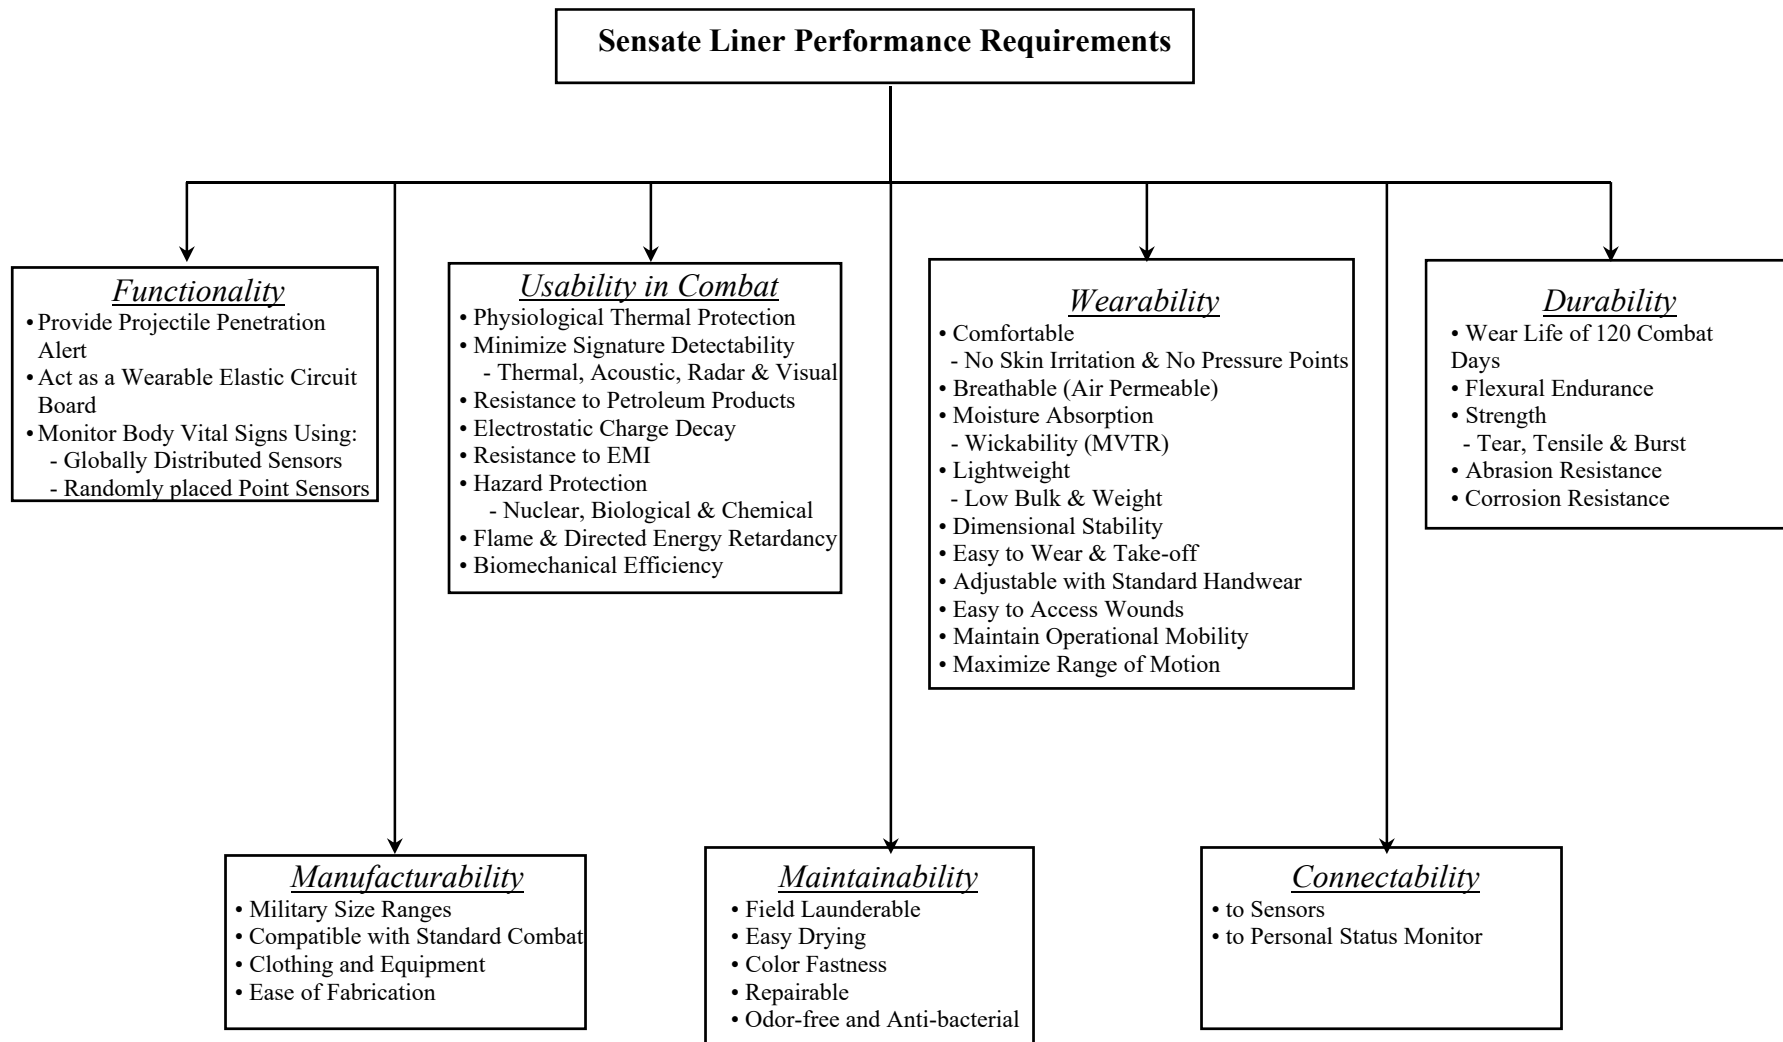 Sensate Liner Performance Requirements
Functionality
• Provide Projectile Penetration
Alert
• Act as a Wearable Elastic Circuit
Board
• Monitor Body Vital Signs Using:
- Globally Distributed Sensors
- Randomly placed Point Sensors
Usability in Combat
• Physiological Thermal Protection
• Minimize Signature Detectability
- Thermal, Acoustic, Radar & Visual
• Resistance to Petroleum Products
• Electrostatic Charge Decay
• Resistance to EMI
• Hazard Protection
- Nuclear, Biological & Chemical
• Flame & Directed Energy Retardancy
• Biomechanical Efficiency
Wearability
• Comfortable
- No Skin Irritation & No Pressure Points
• Breathable (Air Permeable)
• Moisture Absorption
- Wickability (MVTR)
• Lightweight
- Low Bulk & Weight
• Dimensional Stability
• Easy to Wear & Take-off
• Adjustable with Standard Handwear
• Easy to Access Wounds
• Maintain Operational Mobility
• Maximize Range of Motion
Durability
• Wear Life of 120 Combat
Days
• Flexural Endurance
• Strength
- Tear, Tensile & Burst
• Abrasion Resistance
• Corrosion Resistance
Manufacturability
• Military Size Ranges
• Compatible with Standard Combat
• Clothing and Equipment
• Ease of Fabrication
Maintainability
• Field Launderable
• Easy Drying
• Color Fastness
• Repairable
• Odor-free and Anti-bacterial
Connectability
• to Sensors
• to Personal Status Monitor